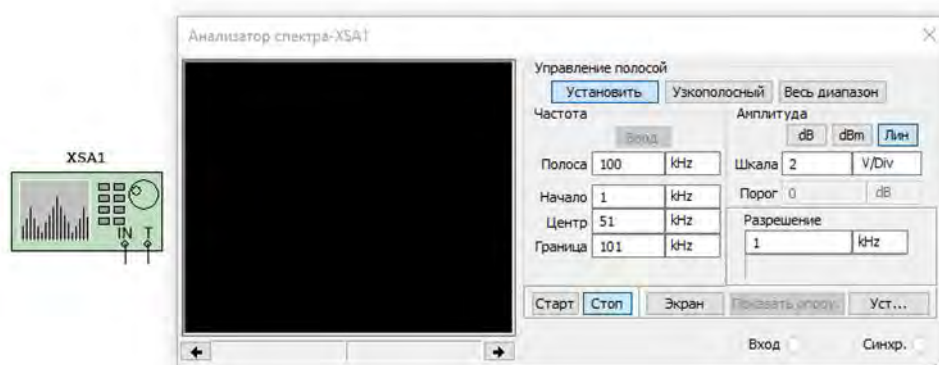 Анализатор спектра-XSA1
XSA1
IN T
Управление полосой
Установить Узкополосный Весь диапазон
Частота
Ввод
Полоса 100 kHz
Начало 1 kHz
Центр 51 kHz
Граница 101 kHz
Амплитуда
dB dBm Лин
Шкала 2 V/Div
Порог 0 dB
Разрешение
1 kHz
Старт Стоп Экран Показать Уст...
Вход Синхр.